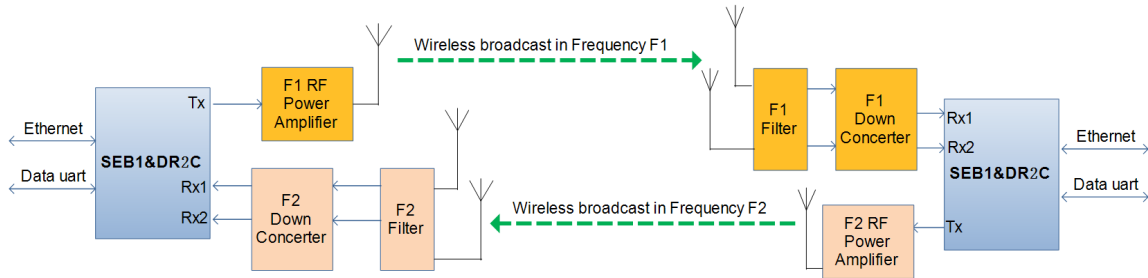 Wireless broadcast in Frequency F1
F1 RF
Power
Amplifier
Tx
Ethernet
SEB1&DR2C
Data uart
Rx1
Rx2
F2
Down
Concerter
F2
Filter
F1
Filter
F1
Down
Concerter
Rx1
Rx2
Ethernet
SEB1&DR2C
Data uart
Tx
Wireless broadcast in Frequency F2
F2 RF
Power
Amplifier